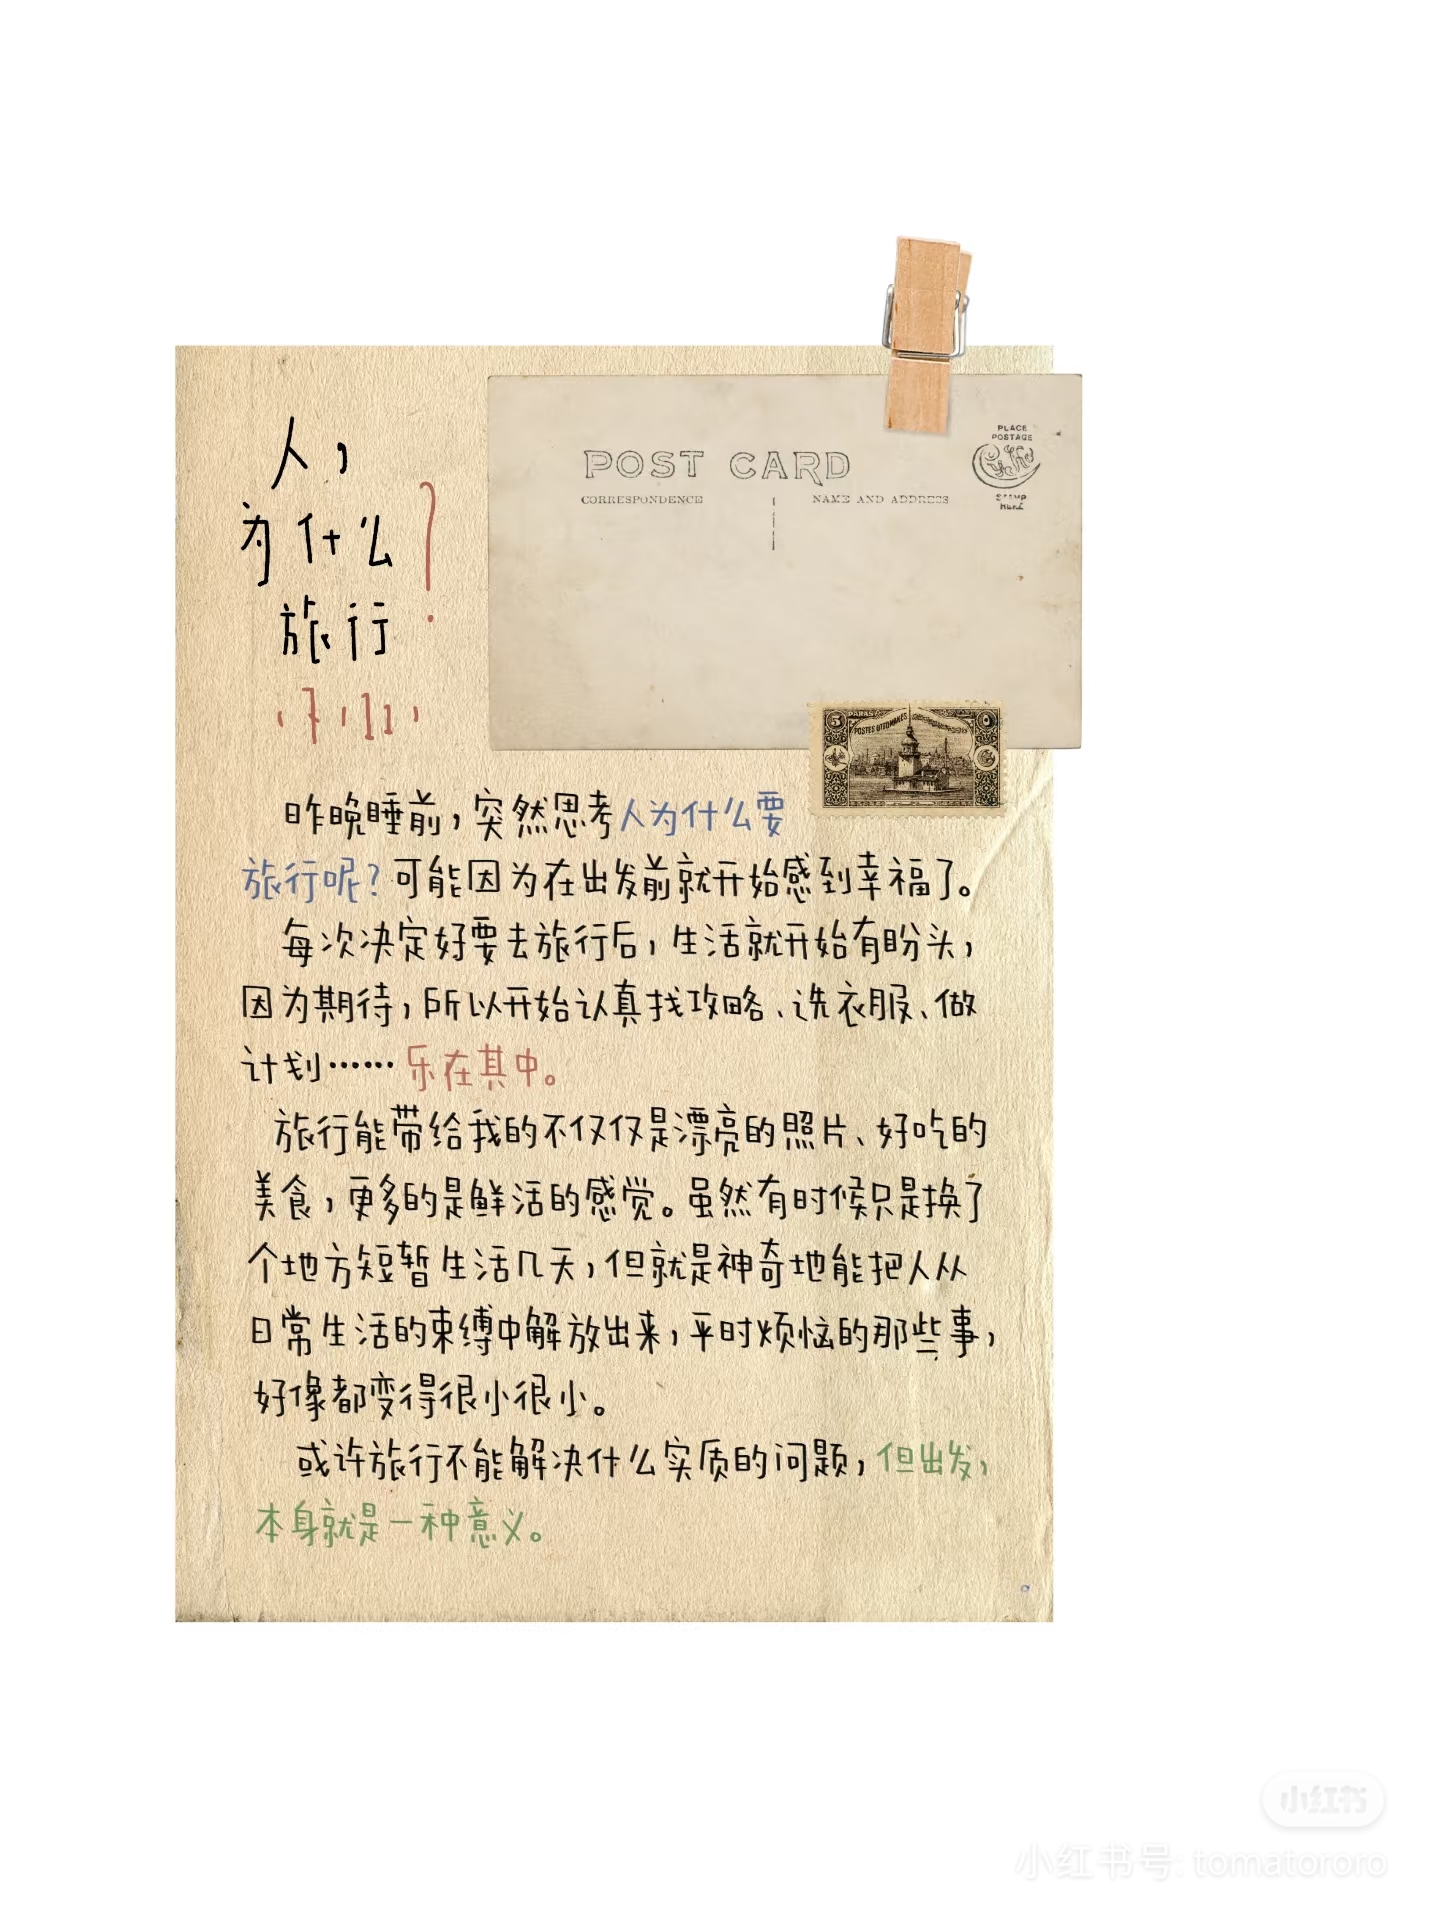 人，
为什么
旅行？
POST CARD
CORRESPONDENCE
NAME AND ADDRESS
PLACE
POSTAGE
STAMP
HERE
5
PARAS
POSTES OTTOMANES
昨晚睡前，突然思考人为什么要
旅行呢？可能因为在出发前就开始感到幸福了。
每次决定好要去旅行后，生活就开始有盼头，
因为期待，所以开始认真找攻略、洗衣服、做
计划……乐在其中。
旅行能带给我的不仅仅是漂亮的照片、好吃的
美食，更多的是鲜活的感觉。虽然有时候只是换了
个地方短暂生活几天，但就是神奇地能把人从
日常生活的束缚中解放出来，平时烦恼的那些事，
好像都变得很小很小。
或许旅行不能解决什么实质的问题，但出发，
本身就是一种意义。
小红书
小红书号: tomatororo